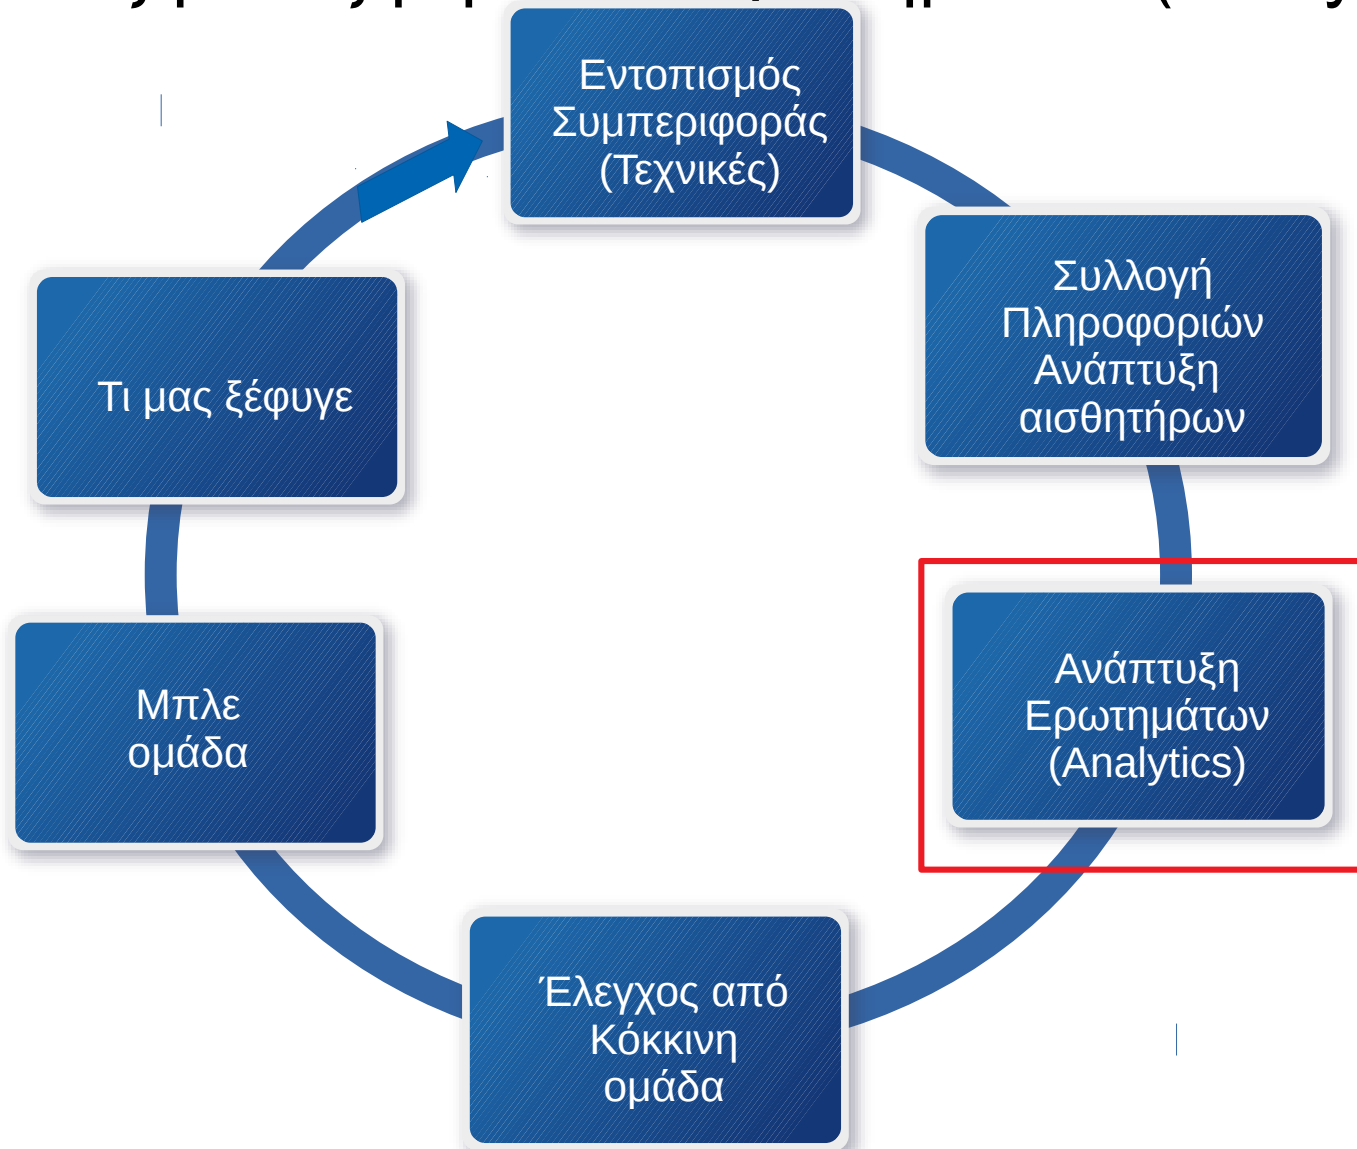 Εντοπισμός
Συμπεριφοράς
(Τεχνικές)
Συλλογή
Πληροφοριών
Ανάπτυξη
αισθητήρων
Τι μας ξέφυγε
Ανάπτυξη
Ερωτημάτων
(Analytics)
Μπλε
ομάδα
Έλεγχος από
Κόκκινη
ομάδα